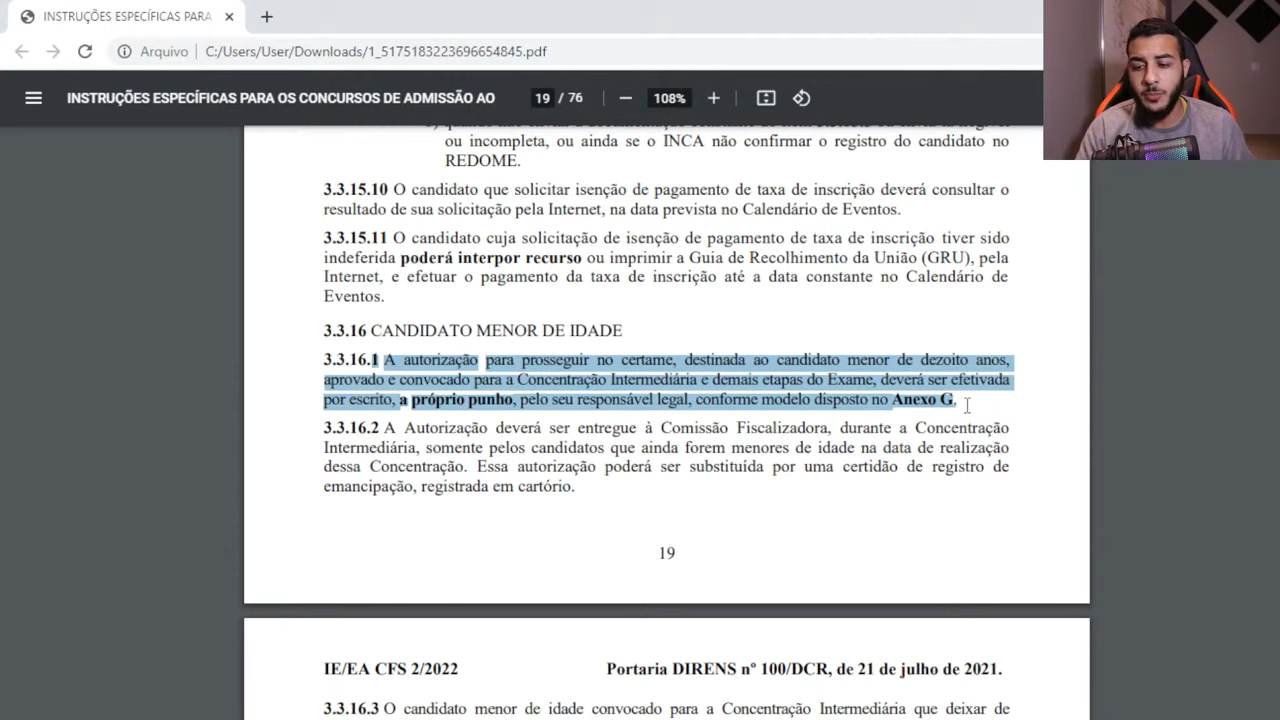 INSTRUÇÕES ESPECÍFICAS PARA
Arquivo
C:/Users/User/Downloads/1_5175183223696654845.pdf
INSTRUÇÕES ESPECÍFICAS PARA OS CONCURSOS DE ADMISSÃO AO
19 / 76
108%
ou incompleta, ou ainda se o INCA não confirmar o registro do candidato no
REDOME.
3.3.15.10 O candidato que solicitar isenção de pagamento de taxa de inscrição deverá consultar o
resultado de sua solicitação pela Internet, na data prevista no Calendário de Eventos.
3.3.15.11 O candidato cuja solicitação de isenção de pagamento de taxa de inscrição tiver sido
indeferida poderá interpor recurso ou imprimir a Guia de Recolhimento da União (GRU), pela
Internet, e efetuar o pagamento da taxa de inscrição até a data constante no Calendário de
Eventos.
3.3.16 CANDIDATO MENOR DE IDADE
3.3.16.1 A autorização para prosseguir no certame, destinada ao candidato menor de dezoito anos,
aprovado e convocado para a Concentração Intermediária e demais etapas do Exame, deverá ser efetivada
por escrito, a próprio punho, pelo seu responsável legal, conforme modelo disposto no Anexo G.
3.3.16.2 A Autorização deverá ser entregue à Comissão Fiscalizadora, durante a Concentração
Intermediária, somente pelos candidatos que ainda forem menores de idade na data de realização
dessa Concentração. Essa autorização poderá ser substituída por uma certidão de registro de
emancipação, registrada em cartório.
19
IE/EA CFS 2/2022
Portaria DIRENS nº 100/DCR, de 21 de julho de 2021.
3.3.16.3 O candidato menor de idade convocado para a Concentração Intermediária que deixar de